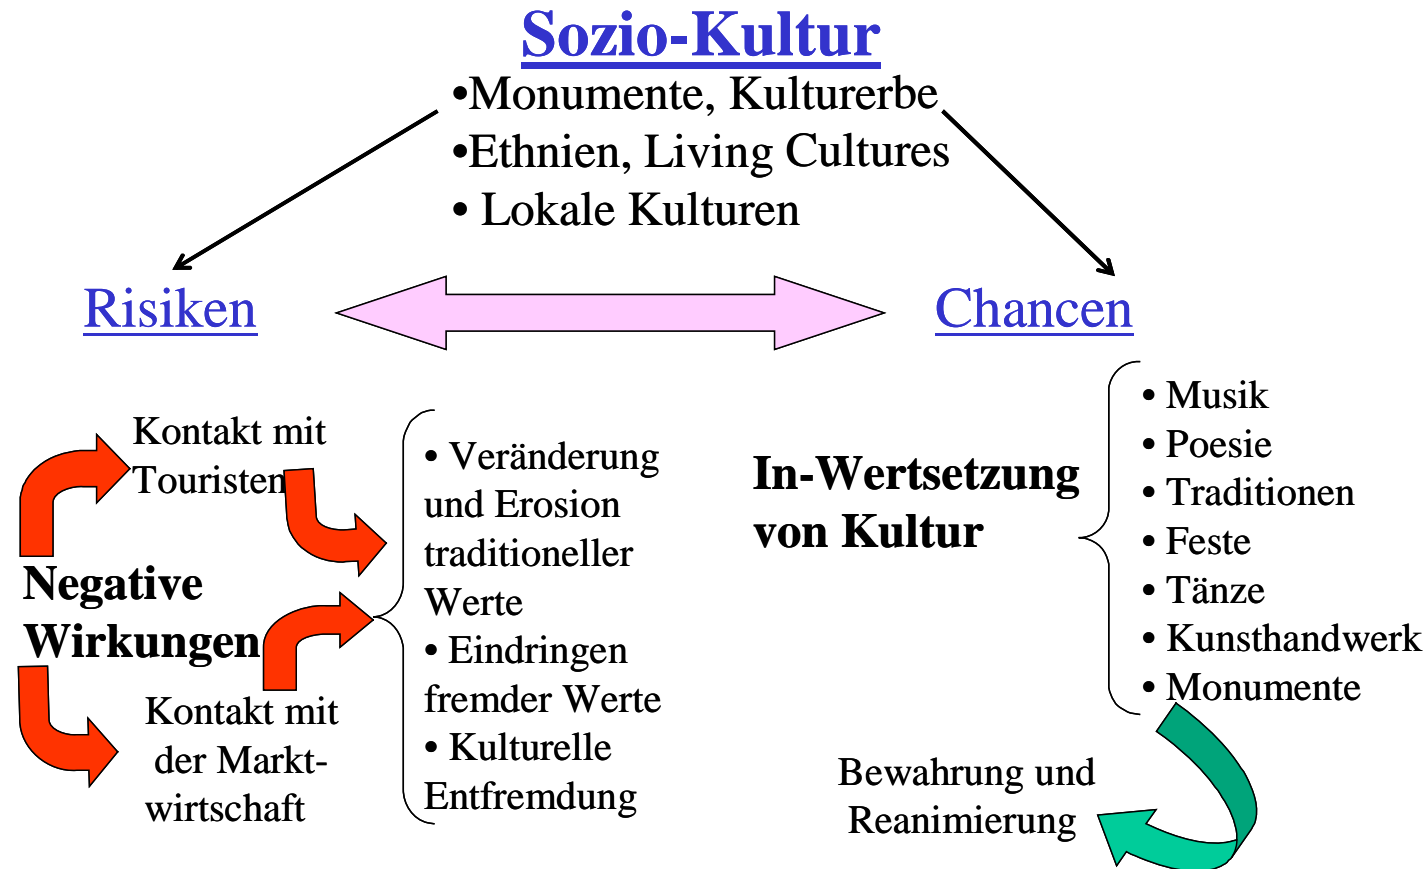 Sozio-Kultur
•Monumente, Kulturerbe
•Ethnien, Living Cultures
• Lokale Kulturen
Risiken
Chancen
Kontakt mit
Touristen
Negative
Wirkungen
Kontakt mit
der Markt-
wirtschaft
• Veränderung
und Erosion
traditioneller
Werte
• Eindringen
fremder Werte
• Kulturelle
Entfremdung
In-Wertsetzung
von Kultur
• Musik
• Poesie
• Traditionen
• Feste
• Tänze
• Kunsthandwerk
• Monumente
Bewahrung und
Reanimierung